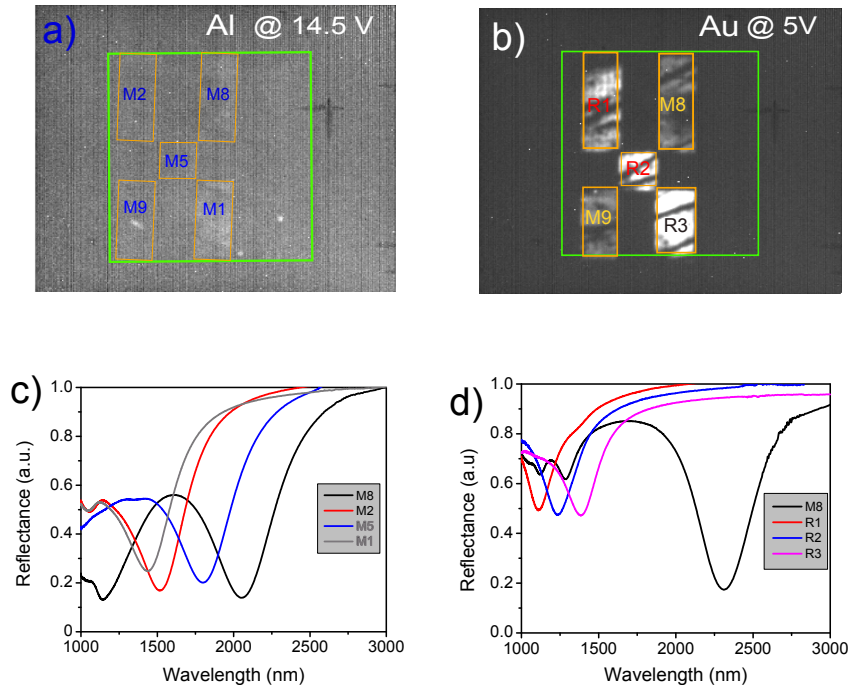 a)
Al @ 14.5 V
M2
M8
M5
M9
M1
b)
Au @ 5V
R1
M8
R2
M9
R3
c)
1.0
0.8
0.6
0.4
0.2
0
Reflectance (a.u.)
M8
M2
M5
M1
1000 1500 2000 2500 3000
Wavelength (nm)
d)
1.0
0.8
0.6
0.4
0.2
0.0
Reflectance (a.u)
M8
R1
R2
R3
1000 1500 2000 2500 3000
Wavelength (nm)